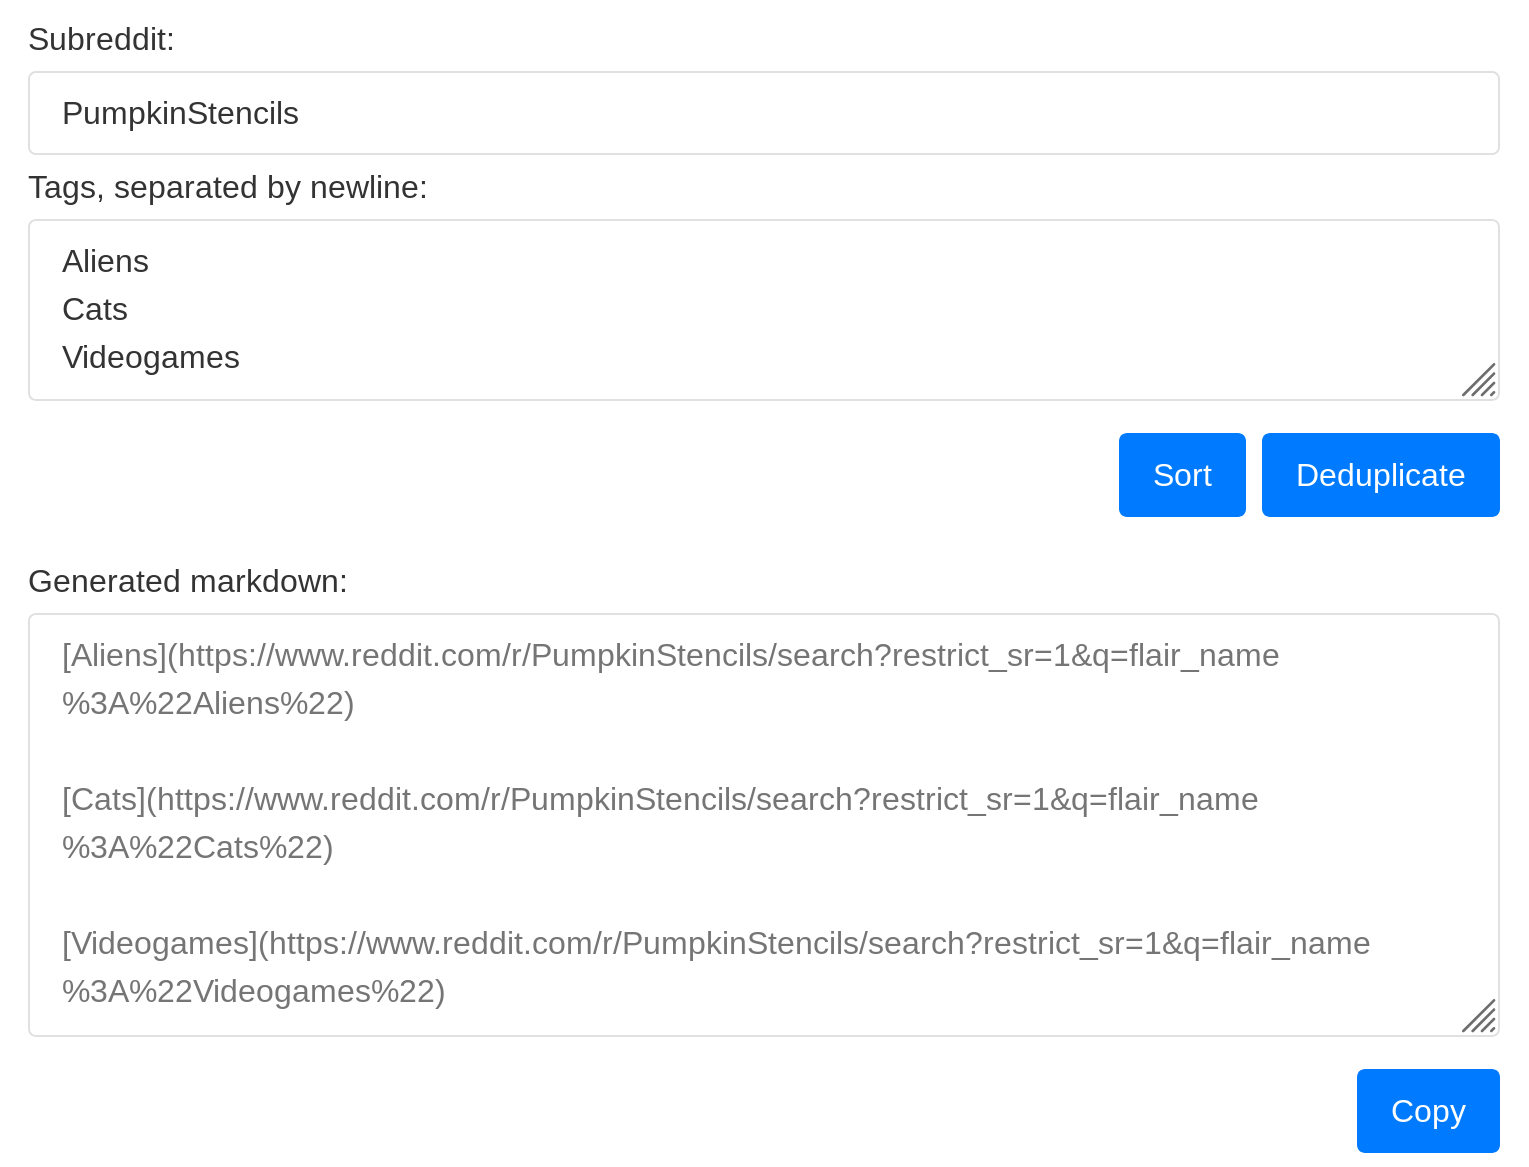 Subreddit:
PumpkinStencils
Tags, separated by newline:
Aliens
Cats
Videogames
Sort
Deduplicate
Generated markdown:
[Aliens](https://www.reddit.com/r/PumpkinStencils/search?restrict_sr=1&q=flair_name
%3A%22Aliens%22)
[Cats](https://www.reddit.com/r/PumpkinStencils/search?restrict_sr=1&q=flair_name
%3A%22Cats%22)
[Videogames](https://www.reddit.com/r/PumpkinStencils/search?restrict_sr=1&q=flair_name
%3A%22Videogames%22)
Copy